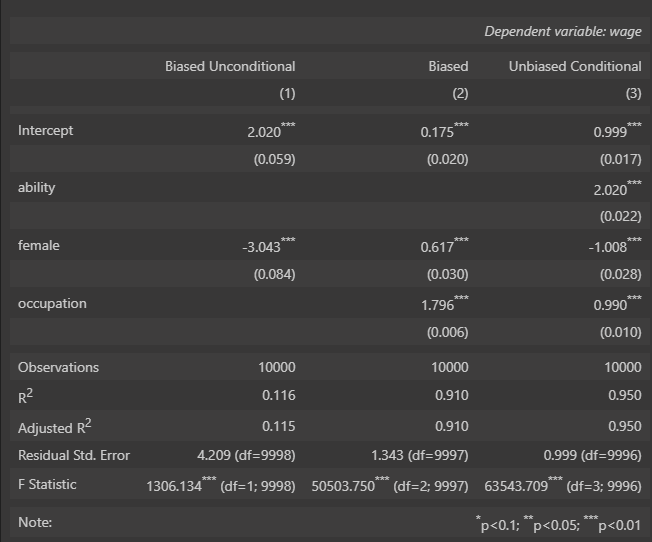 Dependent variable: wage
Biased Unconditional Biased Unbiased Conditional
(1) (2) (3)
Intercept 2.020*** 0.175*** 0.999***
(0.059) (0.020) (0.017)
ability 2.020***
(0.022)
female -3.043*** 0.617*** -1.008***
(0.084) (0.030) (0.028)
occupation 1.796*** 0.990***
(0.006) (0.010)
Observations 10000 10000 10000
R2 0.116 0.910 0.950
Adjusted R2 0.115 0.910 0.950
Residual Std. Error 4.209 (df=9998) 1.343 (df=9997) 0.999 (df=9996)
F Statistic 1306.134*** (df=1; 9998) 50503.750*** (df=2; 9997) 63543.709*** (df=3; 9996)
Note: *p<0.1; **p<0.05; ***p<0.01